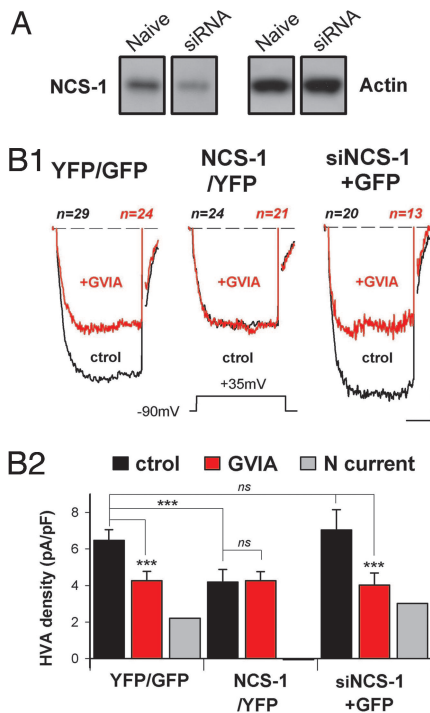 A
Naive siRNA Naive siRNA
NCS-1 Actin
B1
YFP/GFP NCS-1 /YFP siNCS-1 +GFP
n=29 n=24 n=24 n=21 n=20 n=13
+GVIA +GVIA +GVIA
ctrol ctrol ctrol
+35mV
-90mV
B2
ctrol GVIA N current
ns
*** ns
*** ***
HVA density (pA/pF)
8
6
4
2
0
YFP/GFP NCS-1 /YFP siNCS-1 +GFP